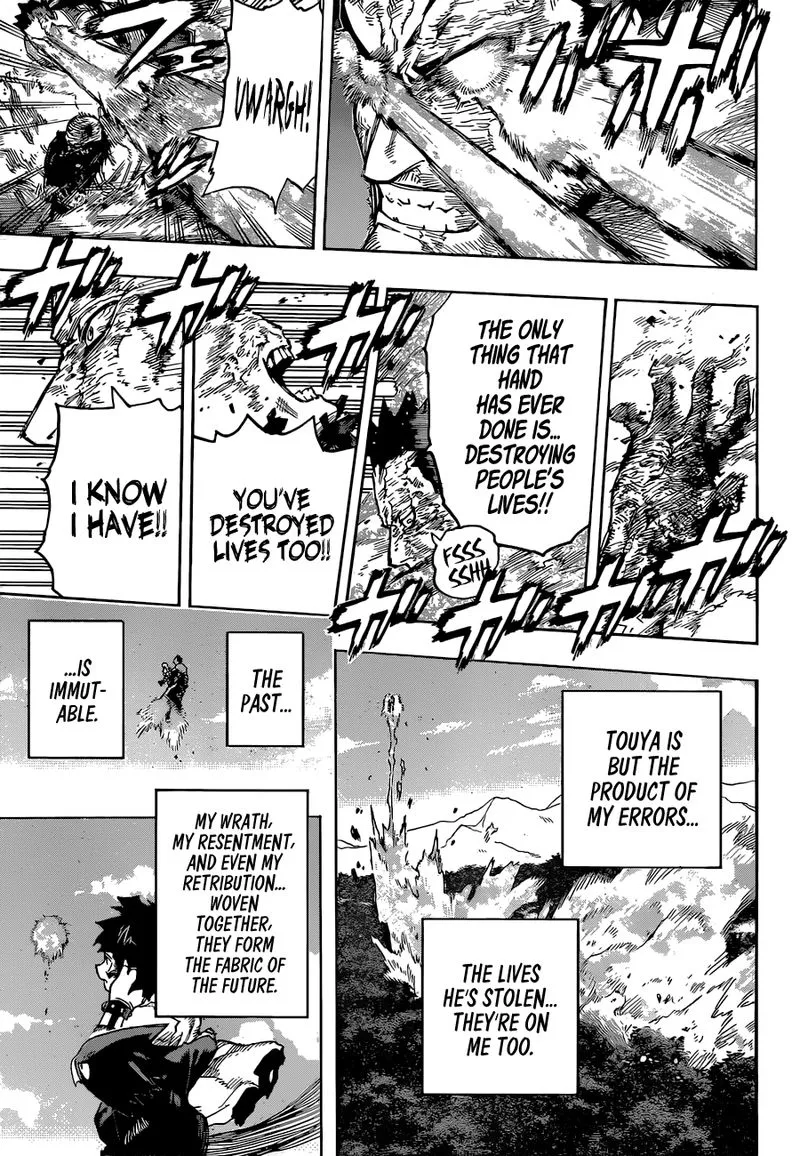 UWARGH!
THE ONLY
THING THAT
HAND
HAS EVER
DONE IS...
DESTROYING
PEOPLE'S
LIVES!!
FSSS
SSHH
YOU'VE
DESTROYED
LIVES TOO!!
I KNOW
I HAVE!!
TOUYA IS
BUT THE
PRODUCT OF
MY ERRORS...
THE LIVES
HE'S STOLEN...
THEY'RE ON
ME TOO.
THE
PAST...
...IS
IMMUT-
ABLE.
MY WRATH,
MY RESENTMENT,
AND EVEN MY
RETRIBUTION...
WOVEN
TOGETHER,
THEY FORM
THE FABRIC OF
THE FUTURE.